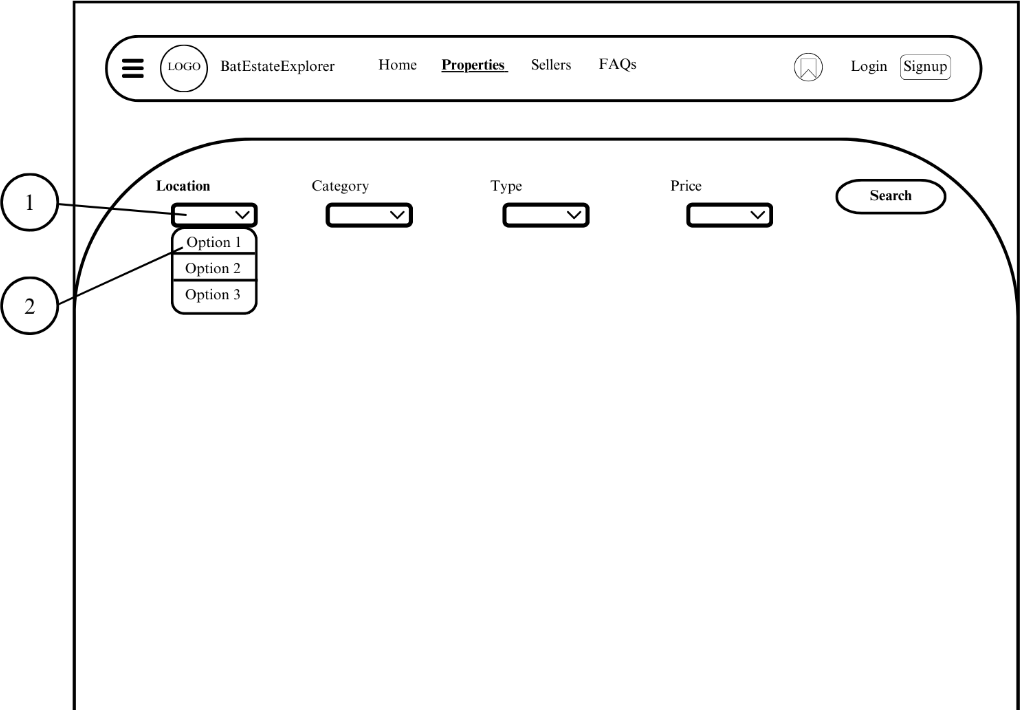 LOGO BatEstateExplorer Home Properties Sellers FAQs Login Signup
Location Category Type Price Search
1
Option 1
Option 2
2 Option 3